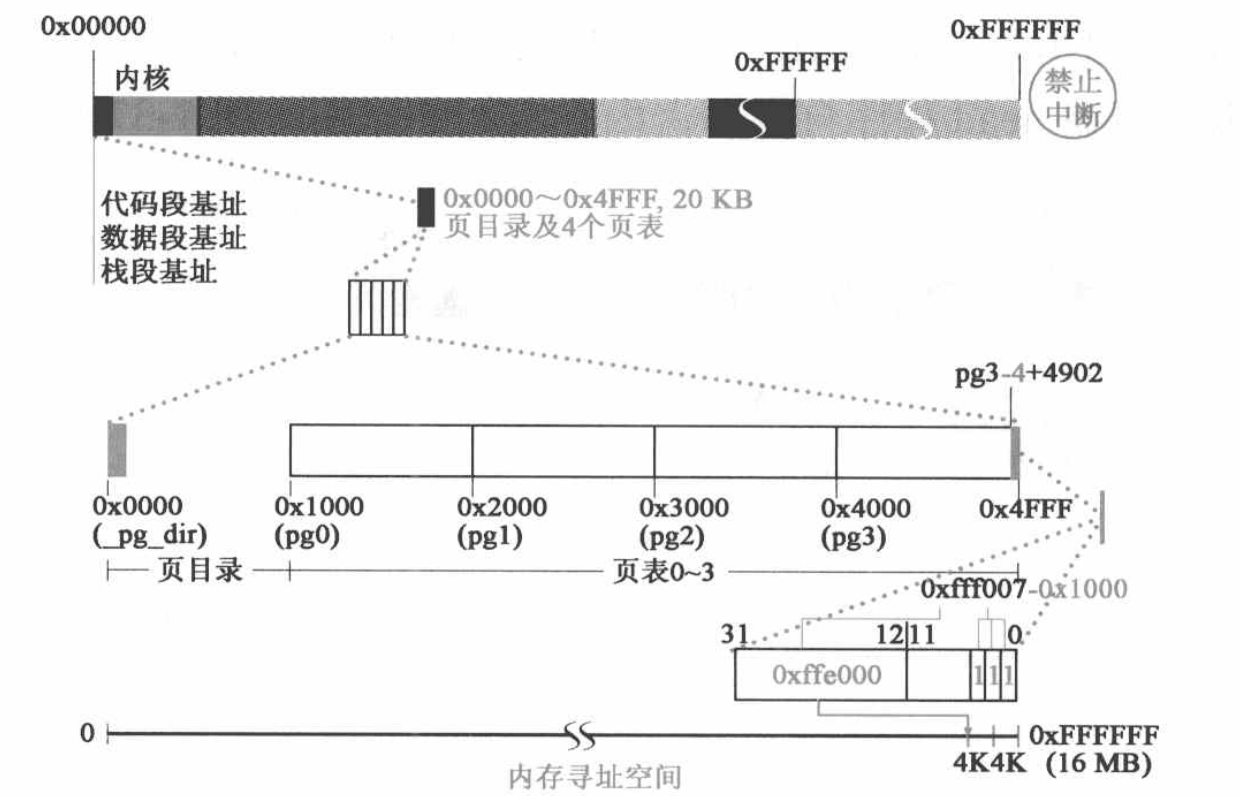 0x00000
0xFFFFFF
0xFFFFF
内核
禁止
中断
代码段基址
数据段基址
栈段基址
0x0000～0x4FFF, 20 KB
页目录及4个页表
pg3-4+4902
0x0000
(_pg_dir)
0x1000
(pg0)
0x2000
(pg1)
0x3000
(pg2)
0x4000
(pg3)
0x4FFF
页目录
页表0~3
0xfff007-0x1000
31 12 11 0
0xffe000 1 1 1
0
0xFFFFFF
4K 4K (16 MB)
内存寻址空间